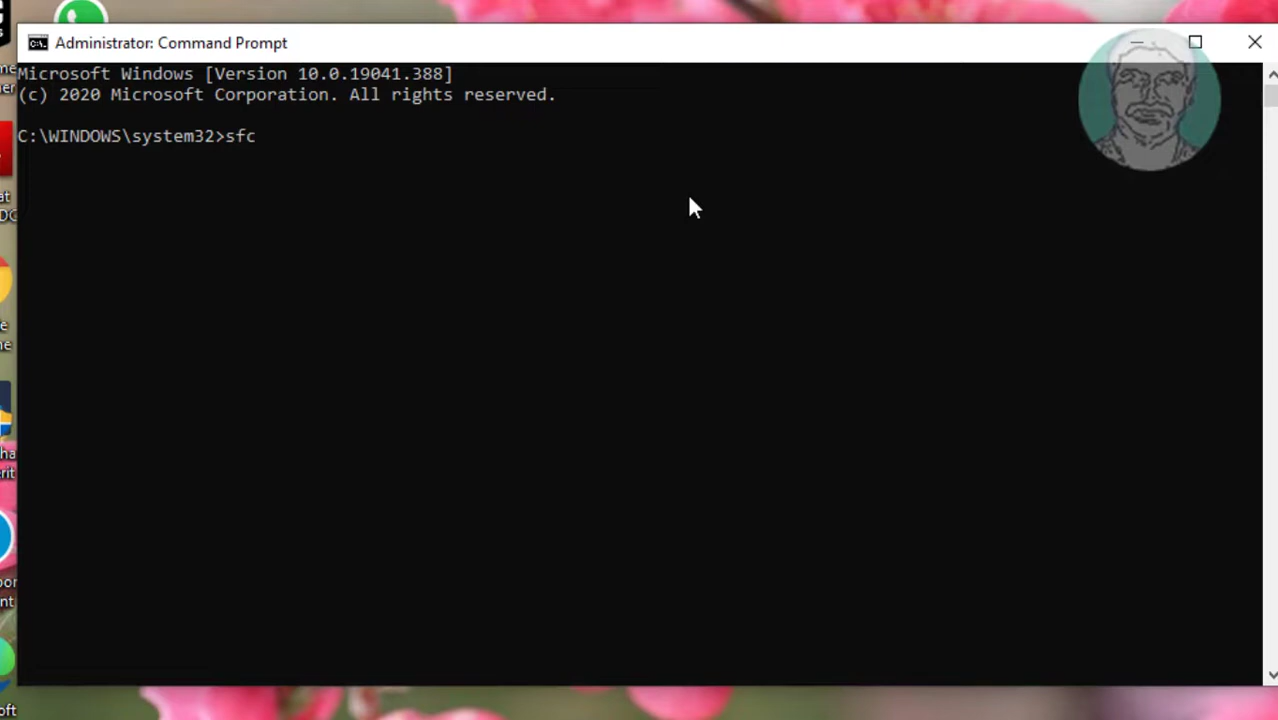 Administrator: Command Prompt
Microsoft Windows [Version 10.0.19041.388]
(c) 2020 Microsoft Corporation. All rights reserved.
C:\WINDOWS\system32>sfc